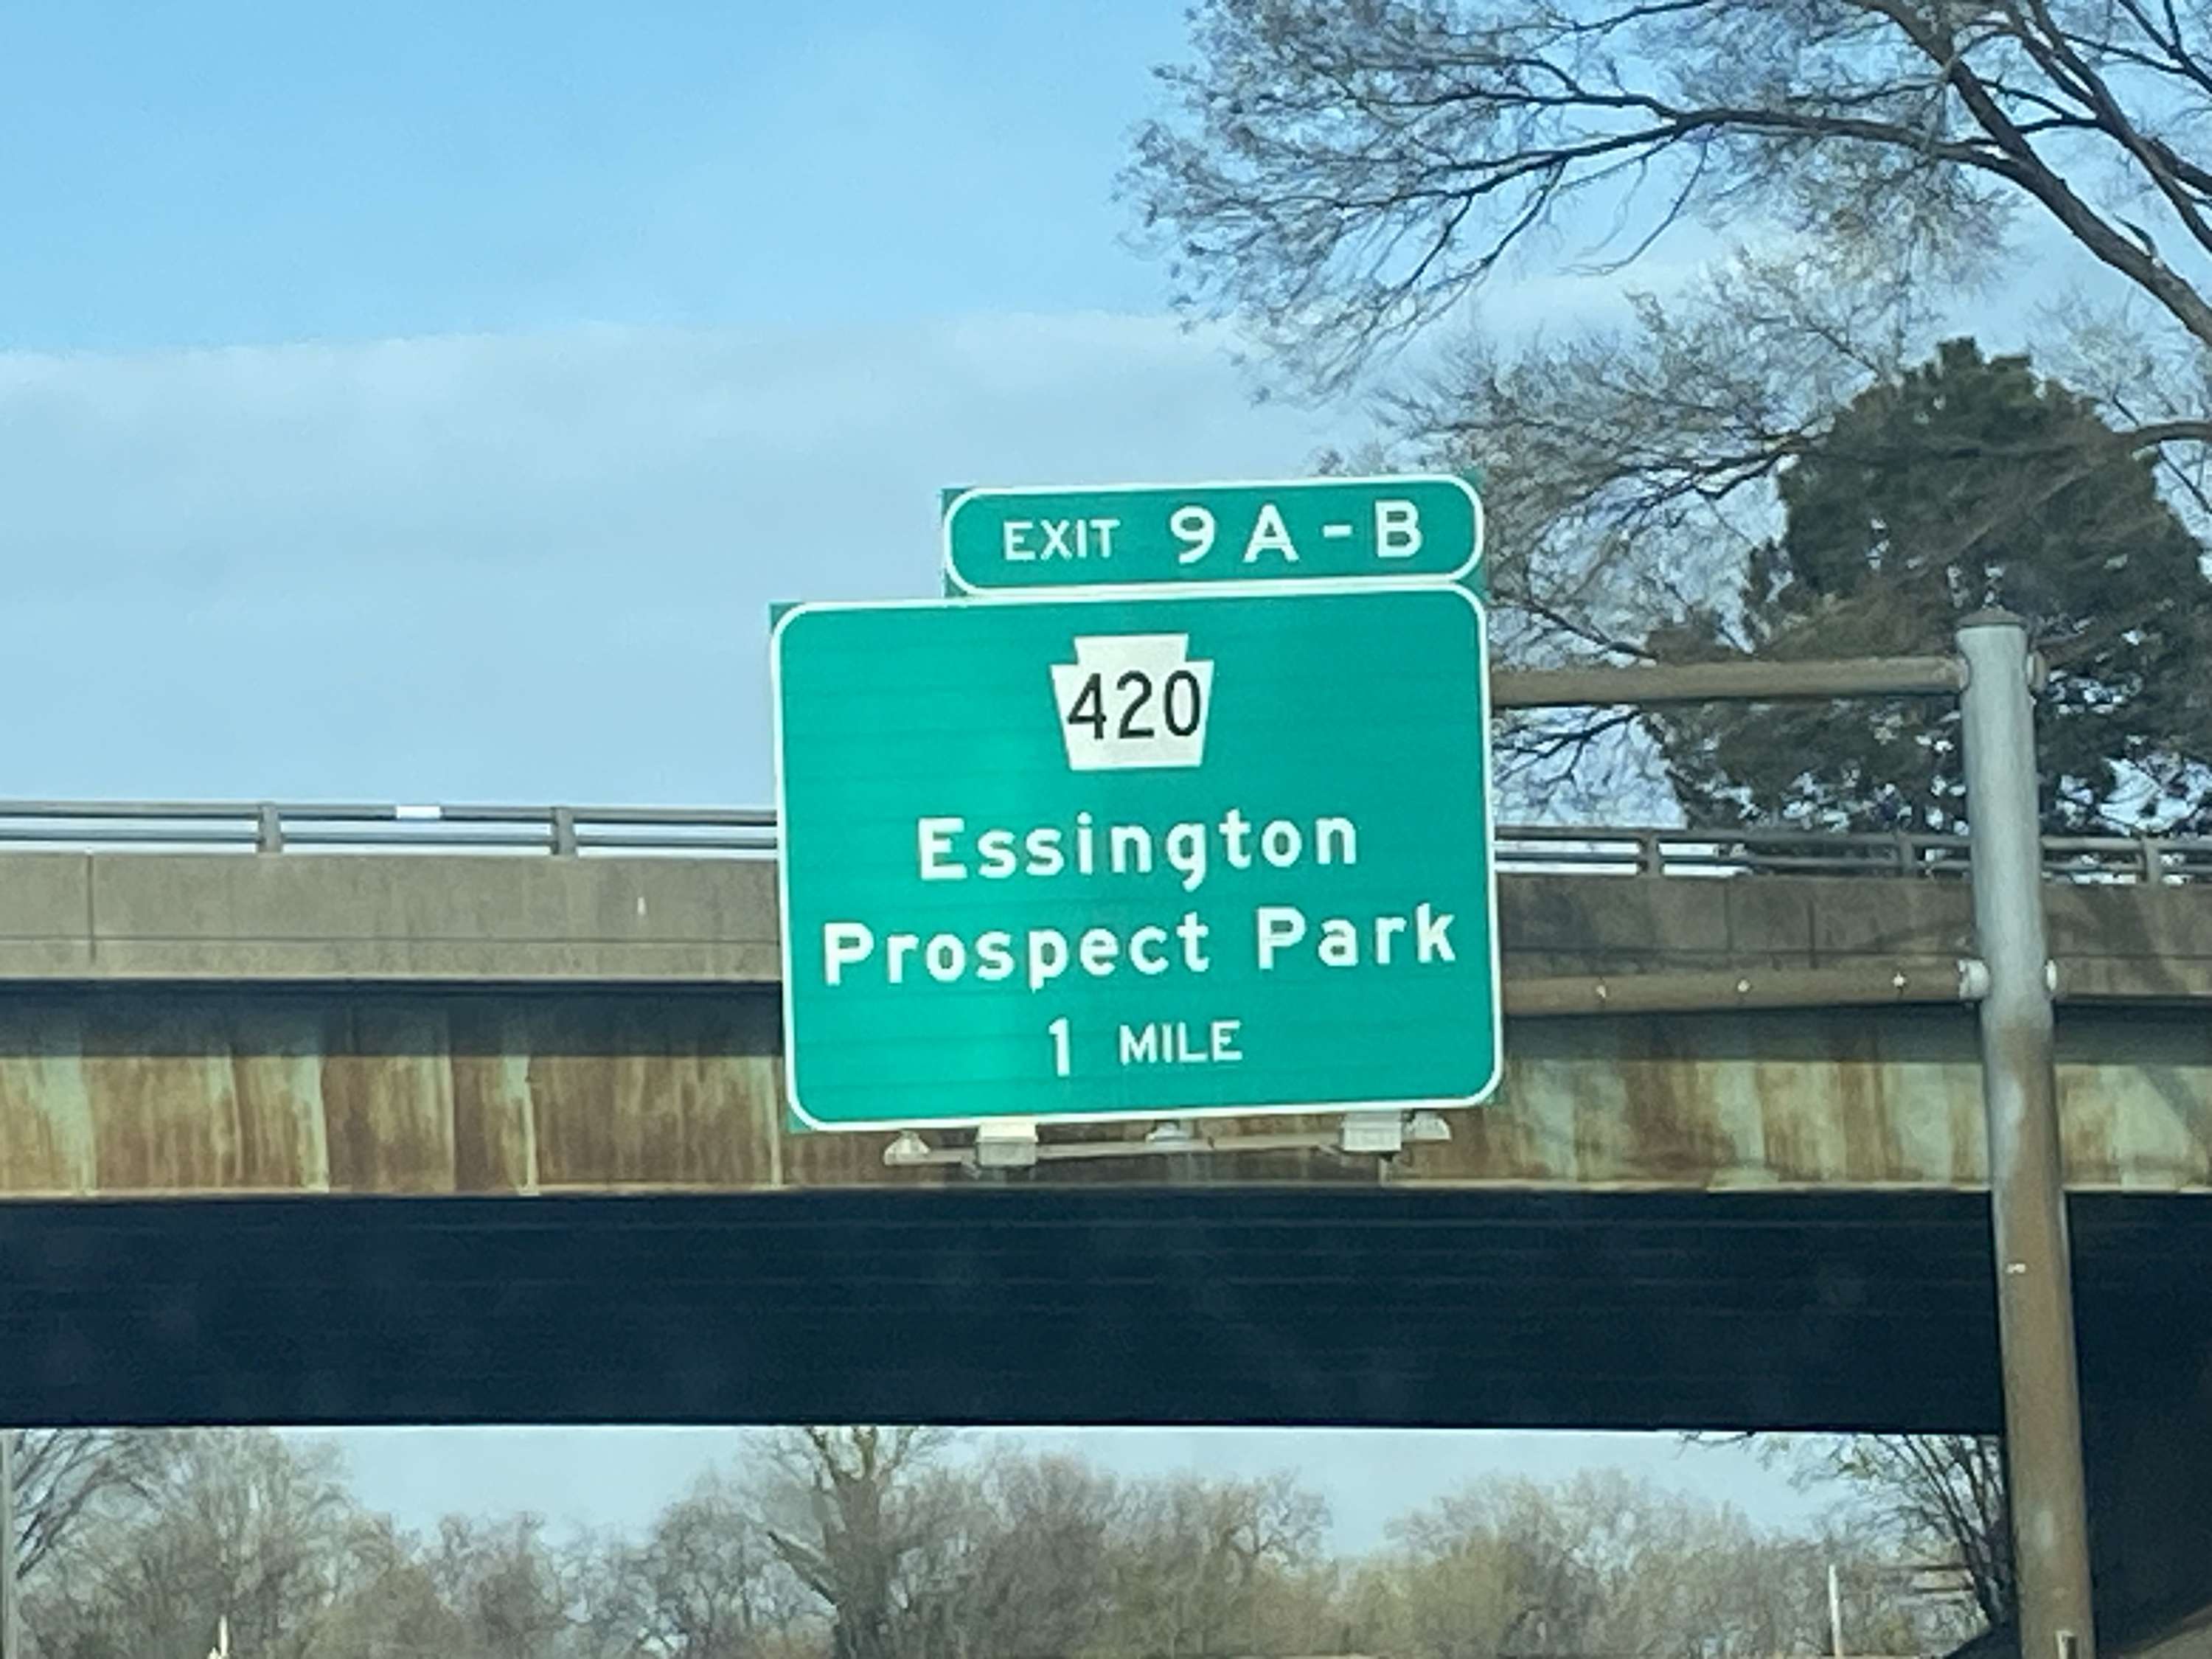 EXIT 9 A - B
420
Essington
Prospect Park
1 MILE